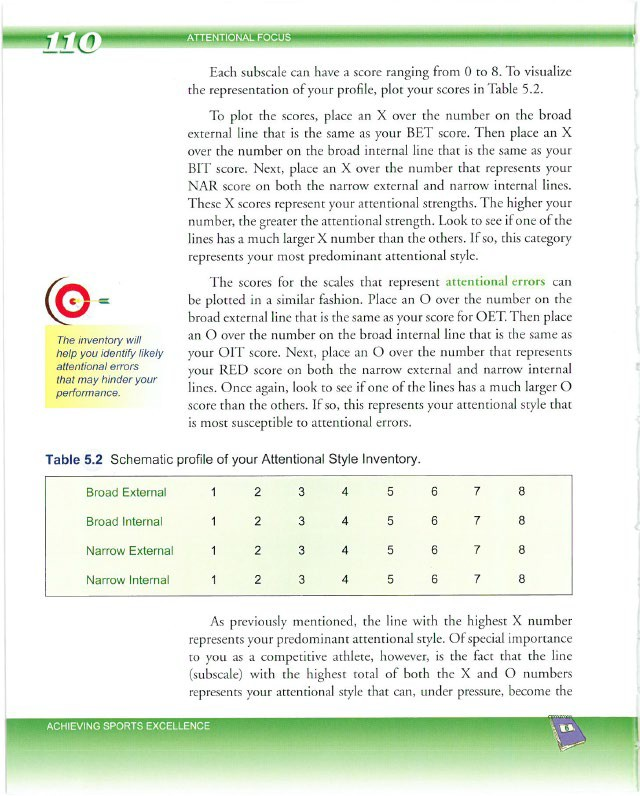 110
ATTENTIONAL FOCUS
Each subscale can have a score ranging from 0 to 8. To visualize
the representation of your profile, plot your scores in Table 5.2.
To plot the scores, place an X over the number on the broad
external line that is the same as your BET score. Then place an X
over the number on the broad internal line that is the same as your
BIT score. Next, place an X over the number that represents your
NAR score on both the narrow external and narrow internal lines.
These X scores represent your attentional strengths. The higher your
number, the greater the attentional strength. Look to see if one of the
lines has a much larger X number than the others. If so, this category
represents your most predominant attentional style.
The scores for the scales that represent attentional errors can
be plotted in a similar fashion. Place an O over the number on the
broad external line that is the same as your score for OET. Then place
an O over the number on the broad internal line that is the same as
your OIT score. Next, place an O over the number that represents
your RED score on both the narrow external and narrow internal
lines. Once again, look to see if one of the lines has a much larger O
score than the others. If so, this represents your attentional style that
is most susceptible to attentional errors.
The inventory will
help you identify likely
attentional errors
that may hinder your
performance.
Table 5.2 Schematic profile of your Attentional Style Inventory.
Broad External 1 2 3 4 5 6 7 8
Broad Internal 1 2 3 4 5 6 7 8
Narrow External 1 2 3 4 5 6 7 8
Narrow Internal 1 2 3 4 5 6 7 8
As previously mentioned, the line with the highest X number
represents your predominant attentional style. Of special importance
to you as a competitive athlete, however, is the fact that the line
(subscale) with the highest total of both the X and O numbers
represents your attentional style that can, under pressure, become the
ACHIEVING SPORTS EXCELLENCE